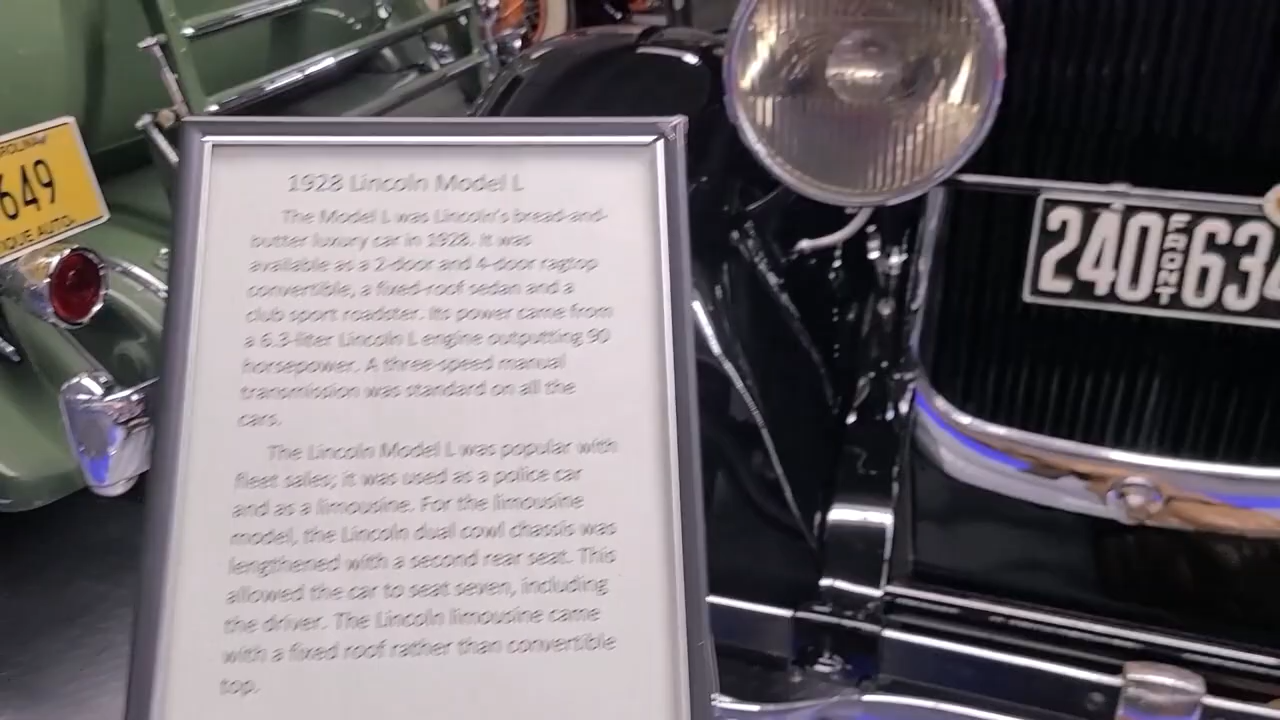 1928 Lincoln Model L
The Model L was Lincoln's bread-and-
butter luxury car in 1928. It was
available as a 2-door and 4-door ragtop
convertible, a fixed-roof sedan and a
club sport roadster. Its power came from
a 6.3-liter Lincoln L engine outputting 90
horsepower. A three-speed manual
transmission was standard on all the
cars.
The Lincoln Model L was popular with
fleet sales; it was used as a police car
and as a limousine. For the limousine
model, the Lincoln dual cowl chassis was
lengthened with a second rear seat. This
allowed the car to seat seven, including
the driver. The Lincoln limousine came
with a fixed roof rather than convertible
top.
649
240 FRONT 634